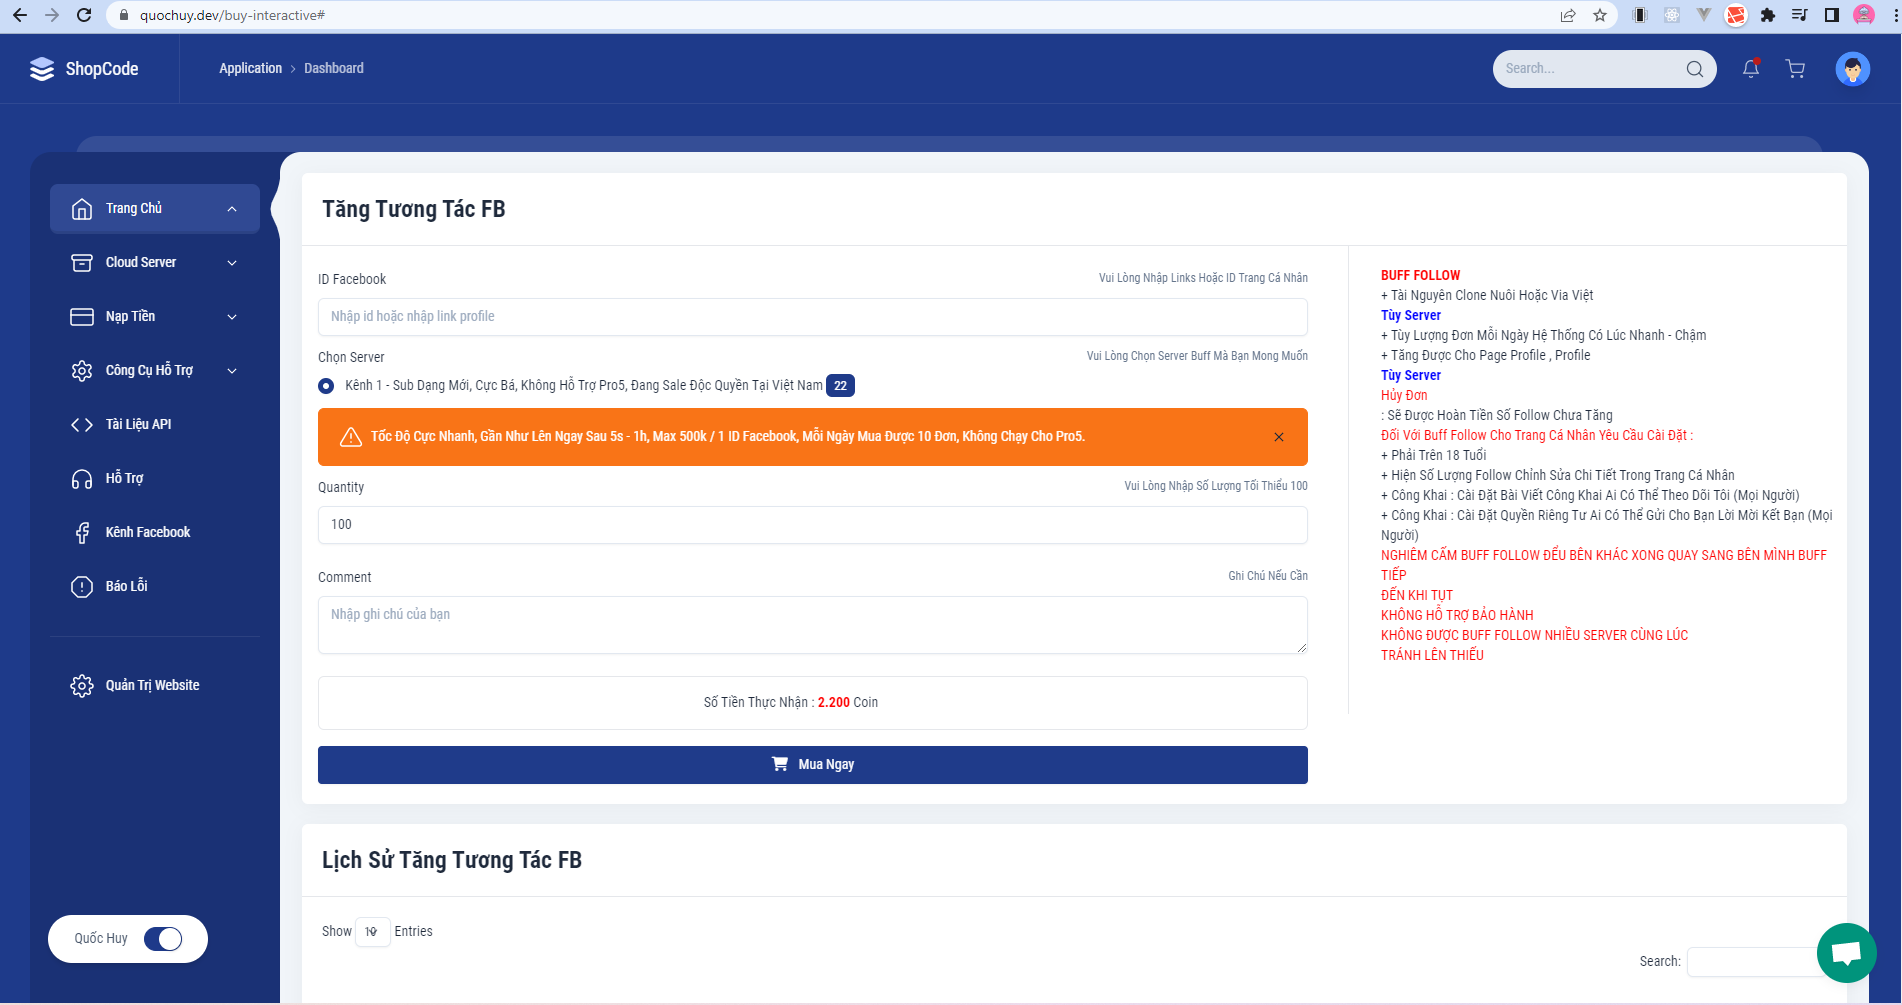 quochuy.dev/buy-interactive#
ShopCode
Application > Dashboard
Search...
Trang Chủ
Cloud Server
Nạp Tiền
Công Cụ Hỗ Trợ
Tài Liệu API
Hỗ Trợ
Kênh Facebook
Báo Lỗi
Quản Trị Website
Quốc Huy
Tăng Tương Tác FB
ID Facebook
Vui Lòng Nhập Links Hoặc ID Trang Cá Nhân
Nhập id hoặc nhập link profile
Chọn Server
Vui Lòng Chọn Server Buff Mà Bạn Mong Muốn
Kênh 1 - Sub Dạng Mới, Cực Bá, Không Hỗ Trợ Pro5, Đang Sale Độc Quyền Tại Việt Nam 22
Tốc Độ Cực Nhanh, Gần Như Lên Ngay Sau 5s - 1h, Max 500k / 1 ID Facebook, Mỗi Ngày Mua Được 10 Đơn, Không Chạy Cho Pro5.
Quantity
Vui Lòng Nhập Số Lượng Tối Thiểu 100
100
Comment
Ghi Chú Nếu Cần
Nhập ghi chú của bạn
Số Tiền Thực Nhận : 2.200 Coin
Mua Ngay
BUFF FOLLOW
+ Tài Nguyên Clone Nuôi Hoặc Via Việt
Tùy Server
+ Tùy Lượng Đơn Mỗi Ngày Hệ Thống Có Lúc Nhanh - Chậm
+ Tăng Được Cho Page Profile , Profile
Tùy Server
Hủy Đơn
: Sẽ Được Hoàn Tiền Số Follow Chưa Tăng
Đối Với Buff Follow Cho Trang Cá Nhân Yêu Cầu Cài Đặt :
+ Phải Trên 18 Tuổi
+ Hiện Số Lượng Follow Chỉnh Sửa Chi Tiết Trong Trang Cá Nhân
+ Công Khai : Cài Đặt Bài Viết Công Khai Ai Có Thể Theo Dõi Tôi (Mọi Người)
+ Công Khai : Cài Đặt Quyền Riêng Tư Ai Có Thể Gửi Cho Bạn Lời Mời Kết Bạn (Mọi
Người)
NGHIÊM CẤM BUFF FOLLOW ĐỂU BÊN KHÁC XONG QUAY SANG BÊN MÌNH BUFF
TIẾP
ĐẾN KHI TỤT
KHÔNG HỖ TRỢ BẢO HÀNH
KHÔNG ĐƯỢC BUFF FOLLOW NHIỀU SERVER CÙNG LÚC
TRÁNH LÊN THIẾU
Lịch Sử Tăng Tương Tác FB
Show 10 Entries
Search: